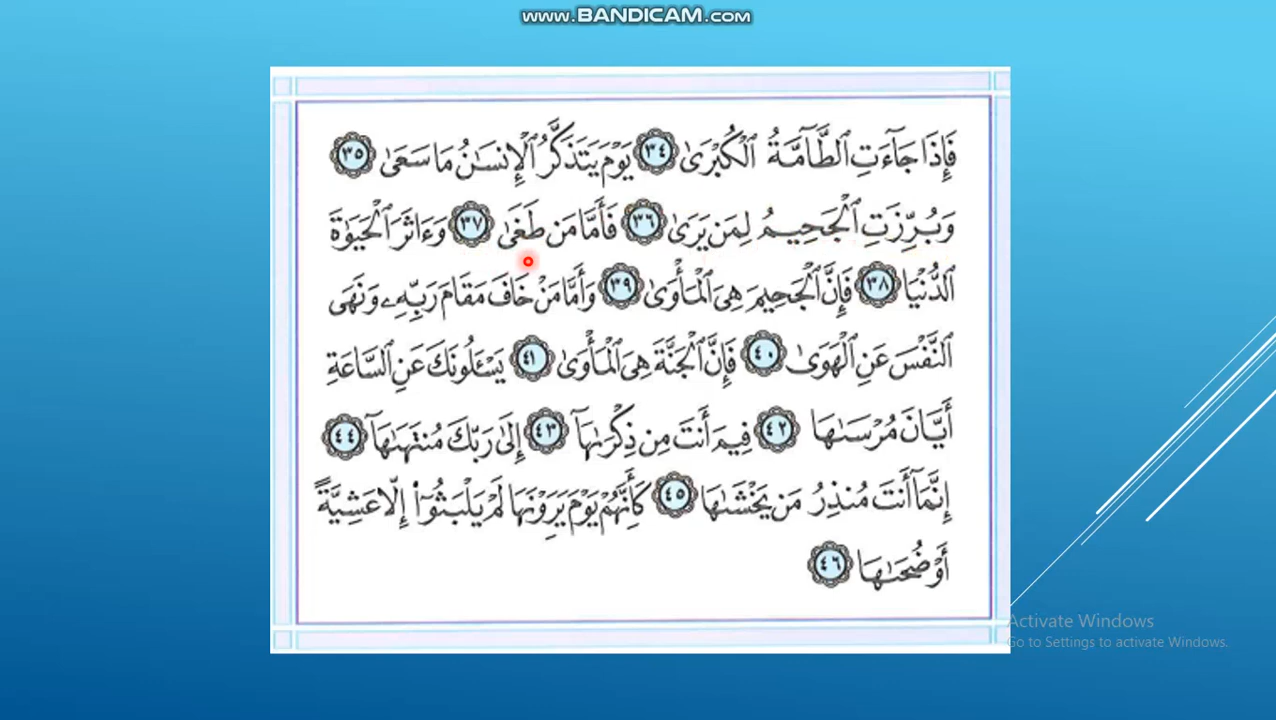 www.BANDICAM.com
فَإِذَا جَآءَتِ ٱلطَّآمَّةُ ٱلْكُبْرَىٰ ٣٤ يَوْمَ يَتَذَكَّرُ ٱلْإِنسَـٰنُ مَا سَعَىٰ ٣٥
وَبُرِّزَتِ ٱلْجَحِيمُ لِمَن يَرَىٰ ٣٦ فَأَمَّا مَن طَغَىٰ ٣٧ وَءَاثَرَ ٱلْحَيَوٰةَ
ٱلدُّنْيَا ٣٨ فَإِنَّ ٱلْجَحِيمَ هِىَ ٱلْمَأْوَىٰ ٣٩ وَأَمَّا مَنْ خَافَ مَقَامَ رَبِّهِۦ وَنَهَى
ٱلنَّفْسَ عَنِ ٱلْهَوَىٰ ٤٠ فَإِنَّ ٱلْجَنَّةَ هِىَ ٱلْمَأْوَىٰ ٤١ يَسْـَٔلُونَكَ عَنِ ٱلسَّاعَةِ
أَيَّانَ مُرْسَىٰهَا ٤٢ فِيمَ أَنتَ مِن ذِكْرَىٰهَآ ٤٣ إِلَىٰ رَبِّكَ مُنتَهَىٰهَآ ٤٤
إِنَّمَآ أَنتَ مُنذِرُ مَن يَخْشَىٰهَا ٤٥ كَأَنَّهُمْ يَوْمَ يَرَوْنَهَا لَمْ يَلْبَثُوٓا۟ إِلَّا عَشِيَّةً
أَوْ ضُحَىٰهَا ٤٦
Activate Windows
Go to Settings to activate Windows.